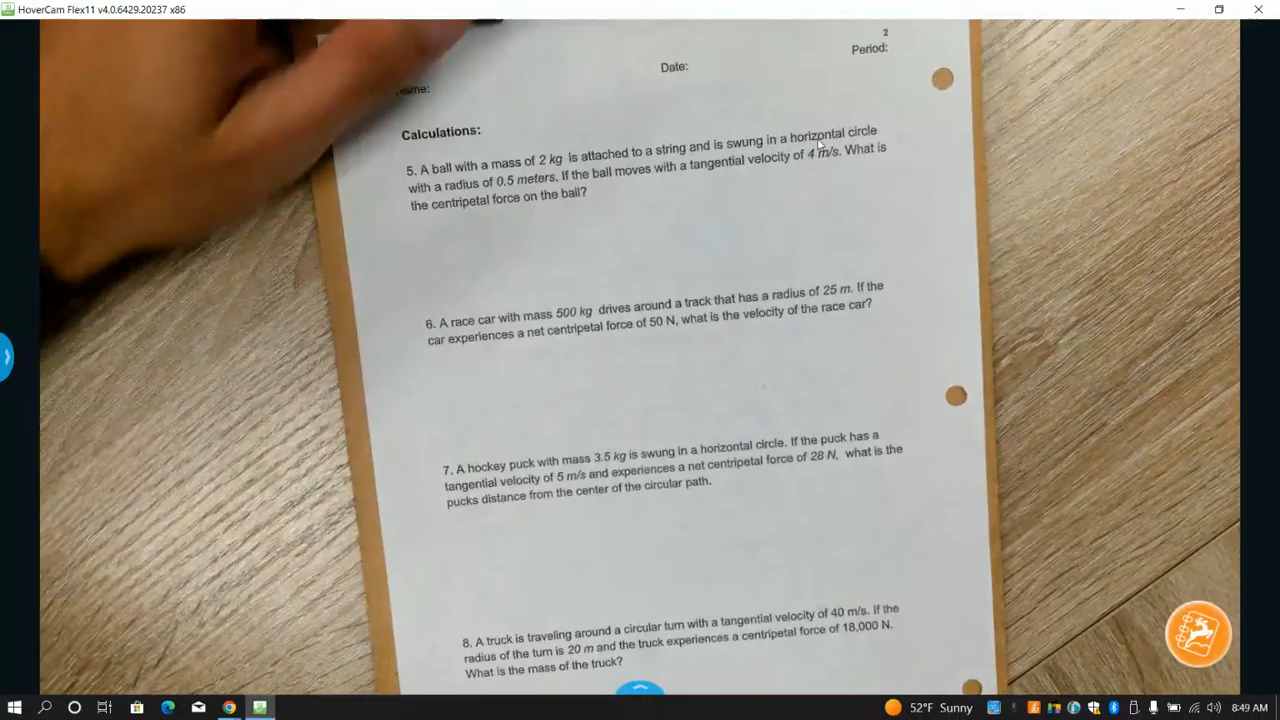 HoverCam Flex11 v4.0.6429.20237 x86
2
Period:
Date:
Calculations:
5. A ball with a mass of 2 kg is attached to a string and is swung in a horizontal circle
with a radius of 0.5 meters. If the ball moves with a tangential velocity of 4 m/s. What is
the centripetal force on the ball?
6. A race car with mass 500 kg drives around a track that has a radius of 25 m. If the
car experiences a net centripetal force of 50 N, what is the velocity of the race car?
7. A hockey puck with mass 3.5 kg is swung in a horizontal circle. If the puck has a
tangential velocity of 5 m/s and experiences a net centripetal force of 28 N, what is the
pucks distance from the center of the circular path.
8. A truck is traveling around a circular turn with a tangential velocity of 40 m/s. If the
radius of the turn is 20 m and the truck experiences a centripetal force of 18,000 N.
What is the mass of the truck?
52°F Sunny
8:49 AM